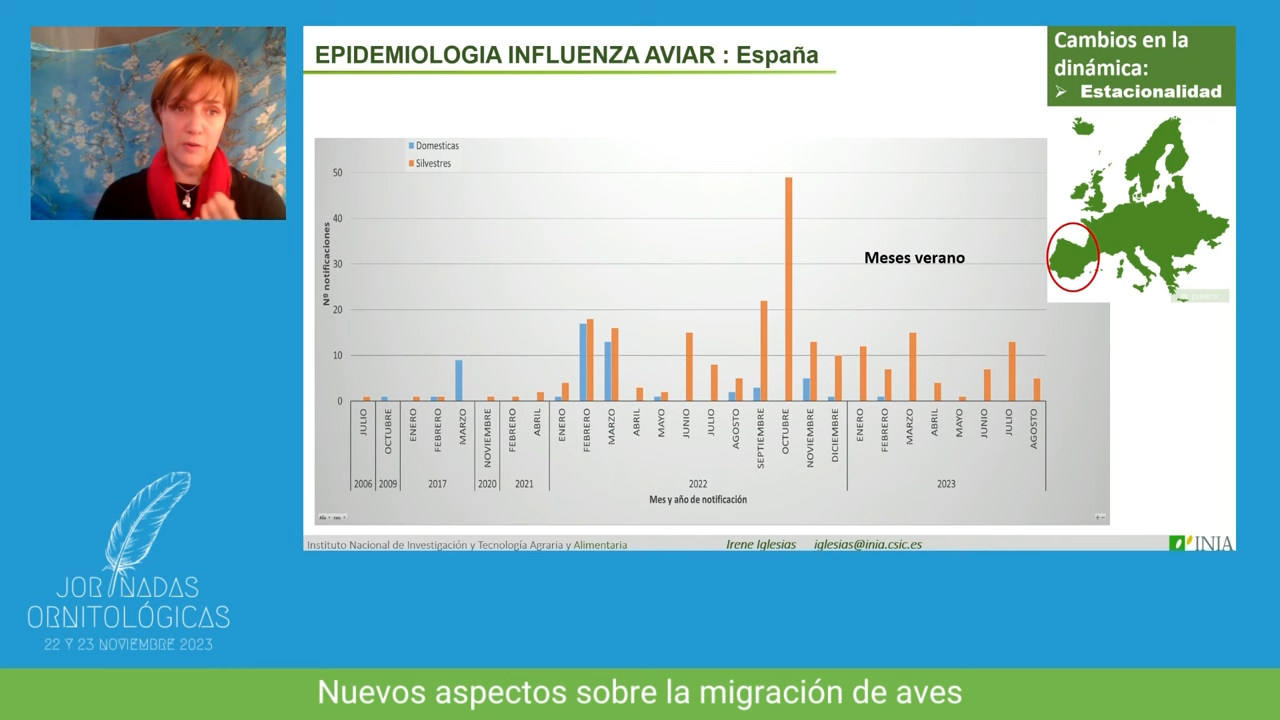 EPIDEMIOLOGIA INFLUENZA AVIAR : España
Cambios en la
dinámica:
➢ Estacionalidad
Domesticas
Silvestres
Nº notificaciones
50
40
30
20
10
0
Meses verano
JULIO
OCTUBRE
ENERO
FEBRERO
MARZO
NOVIEMBRE
FEBRERO
ABRIL
ENERO
FEBRERO
MARZO
ABRIL
MAYO
JUNIO
JULIO
AGOSTO
SEPTIEMBRE
OCTUBRE
NOVIEMBRE
DICIEMBRE
ENERO
FEBRERO
MARZO
ABRIL
MAYO
JUNIO
JULIO
AGOSTO
2006 2009 2017 2020 2021 2022 2023
Mes y año de notificación
Instituto Nacional de Investigación y Tecnología Agraria y Alimentaria
Irene Iglesias iglesias@inia.csic.es
INIA
JORNADAS
ORNITOLÓGICAS
22 Y 23 NOVIEMBRE 2023
Nuevos aspectos sobre la migración de aves